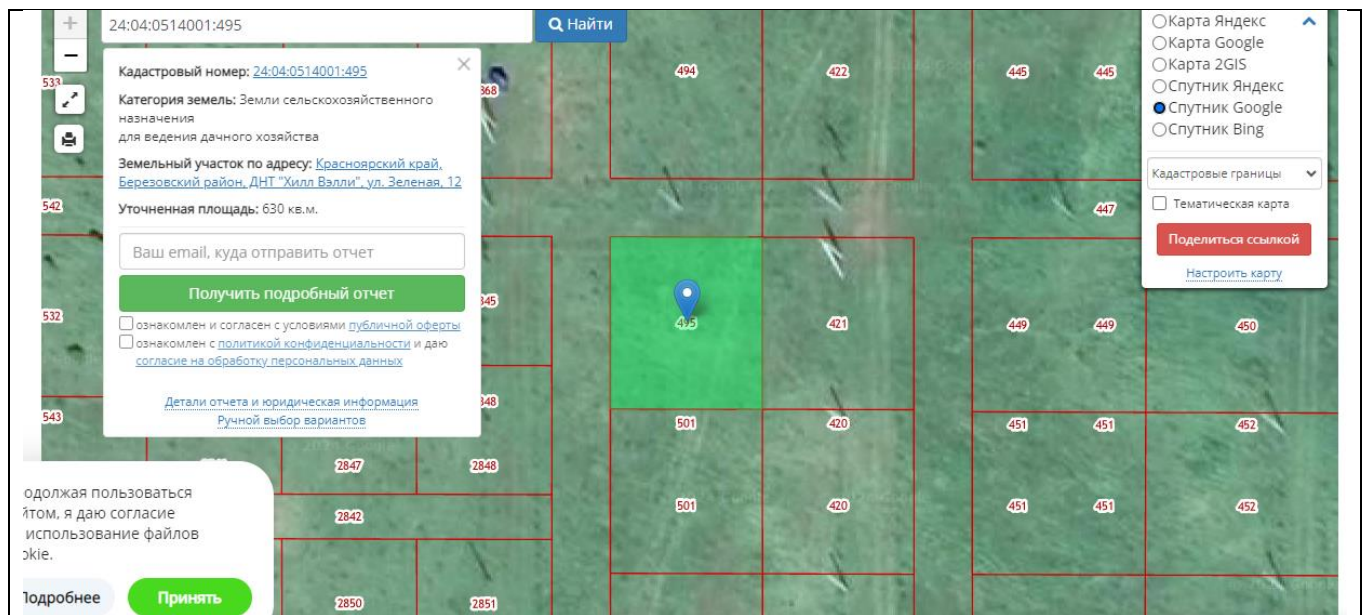 24:04:0514001:495
Найти
Кадастровый номер: 24:04:0514001:495
Категория земель: Земли сельскохозяйственного
назначения
для ведения дачного хозяйства
Земельный участок по адресу: Красноярский край,
Березовский район, ДНТ "Хилл Вэлли", ул. Зеленая, 12
Уточненная площадь: 630 кв.м.
Ваш email, куда отправить отчет
Получить подробный отчет
ознакомлен и согласен с условиями публичной оферты
ознакомлен с политикой конфиденциальности и даю
согласие на обработку персональных данных
Детали отчета и юридическая информация
Ручной выбор вариантов
Карта Яндекс
Карта Google
Карта 2GIS
Спутник Яндекс
Спутник Google
Спутник Bing
Кадастровые границы
Тематическая карта
Поделиться ссылкой
Настроить карту
533
368
494
422
445
445
542
447
532
345
495
421
449
449
450
543
348
501
420
451
451
452
2847
2848
501
420
451
451
452
2842
2850
2851
одолжая пользоваться
йтом, я даю согласие
использование файлов
okie.
Подробнее
Принять